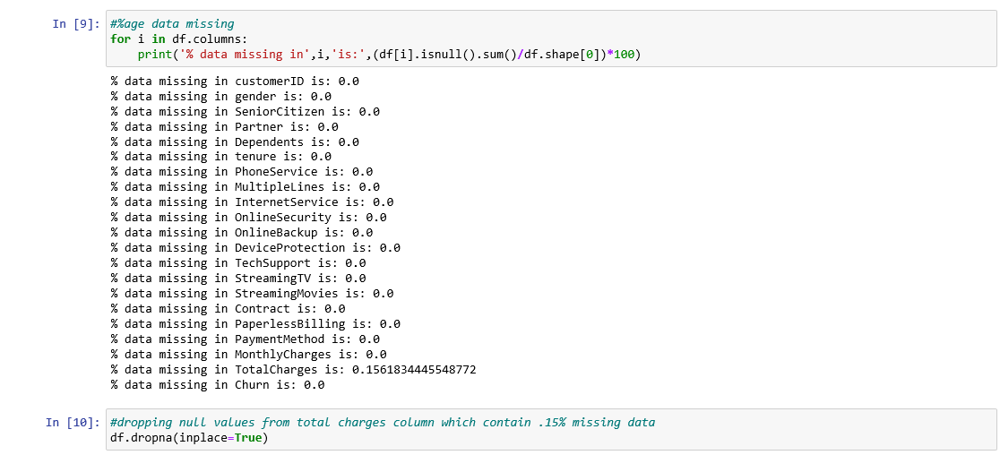 In [9]: #%age data missing
for i in df.columns:
    print('% data missing in',i,'is:',(df[i].isnull().sum()/df.shape[0])*100)
% data missing in customerID is: 0.0
% data missing in gender is: 0.0
% data missing in SeniorCitizen is: 0.0
% data missing in Partner is: 0.0
% data missing in Dependents is: 0.0
% data missing in tenure is: 0.0
% data missing in PhoneService is: 0.0
% data missing in MultipleLines is: 0.0
% data missing in InternetService is: 0.0
% data missing in OnlineSecurity is: 0.0
% data missing in OnlineBackup is: 0.0
% data missing in DeviceProtection is: 0.0
% data missing in TechSupport is: 0.0
% data missing in StreamingTV is: 0.0
% data missing in StreamingMovies is: 0.0
% data missing in Contract is: 0.0
% data missing in PaperlessBilling is: 0.0
% data missing in PaymentMethod is: 0.0
% data missing in MonthlyCharges is: 0.0
% data missing in TotalCharges is: 0.1561834445548772
% data missing in Churn is: 0.0
In [10]: #dropping null values from total charges column which contain .15% missing data
df.dropna(inplace=True)